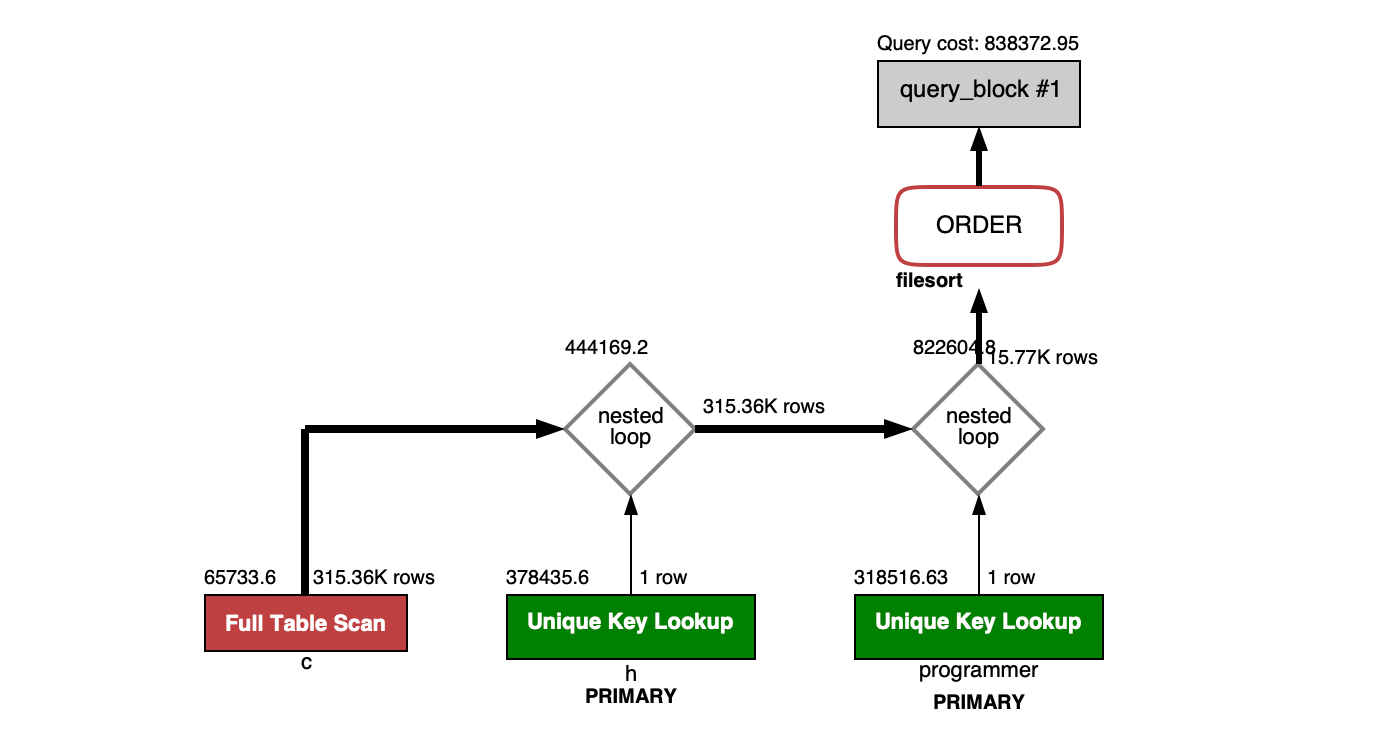 Query cost: 838372.95
query_block #1
ORDER
filesort
444169.2
822604.8
15.77K rows
nested
loop
315.36K rows
nested
loop
65733.6
315.36K rows
378435.6
1 row
318516.63
1 row
Full Table Scan
Unique Key Lookup
Unique Key Lookup
c
h
programmer
PRIMARY
PRIMARY